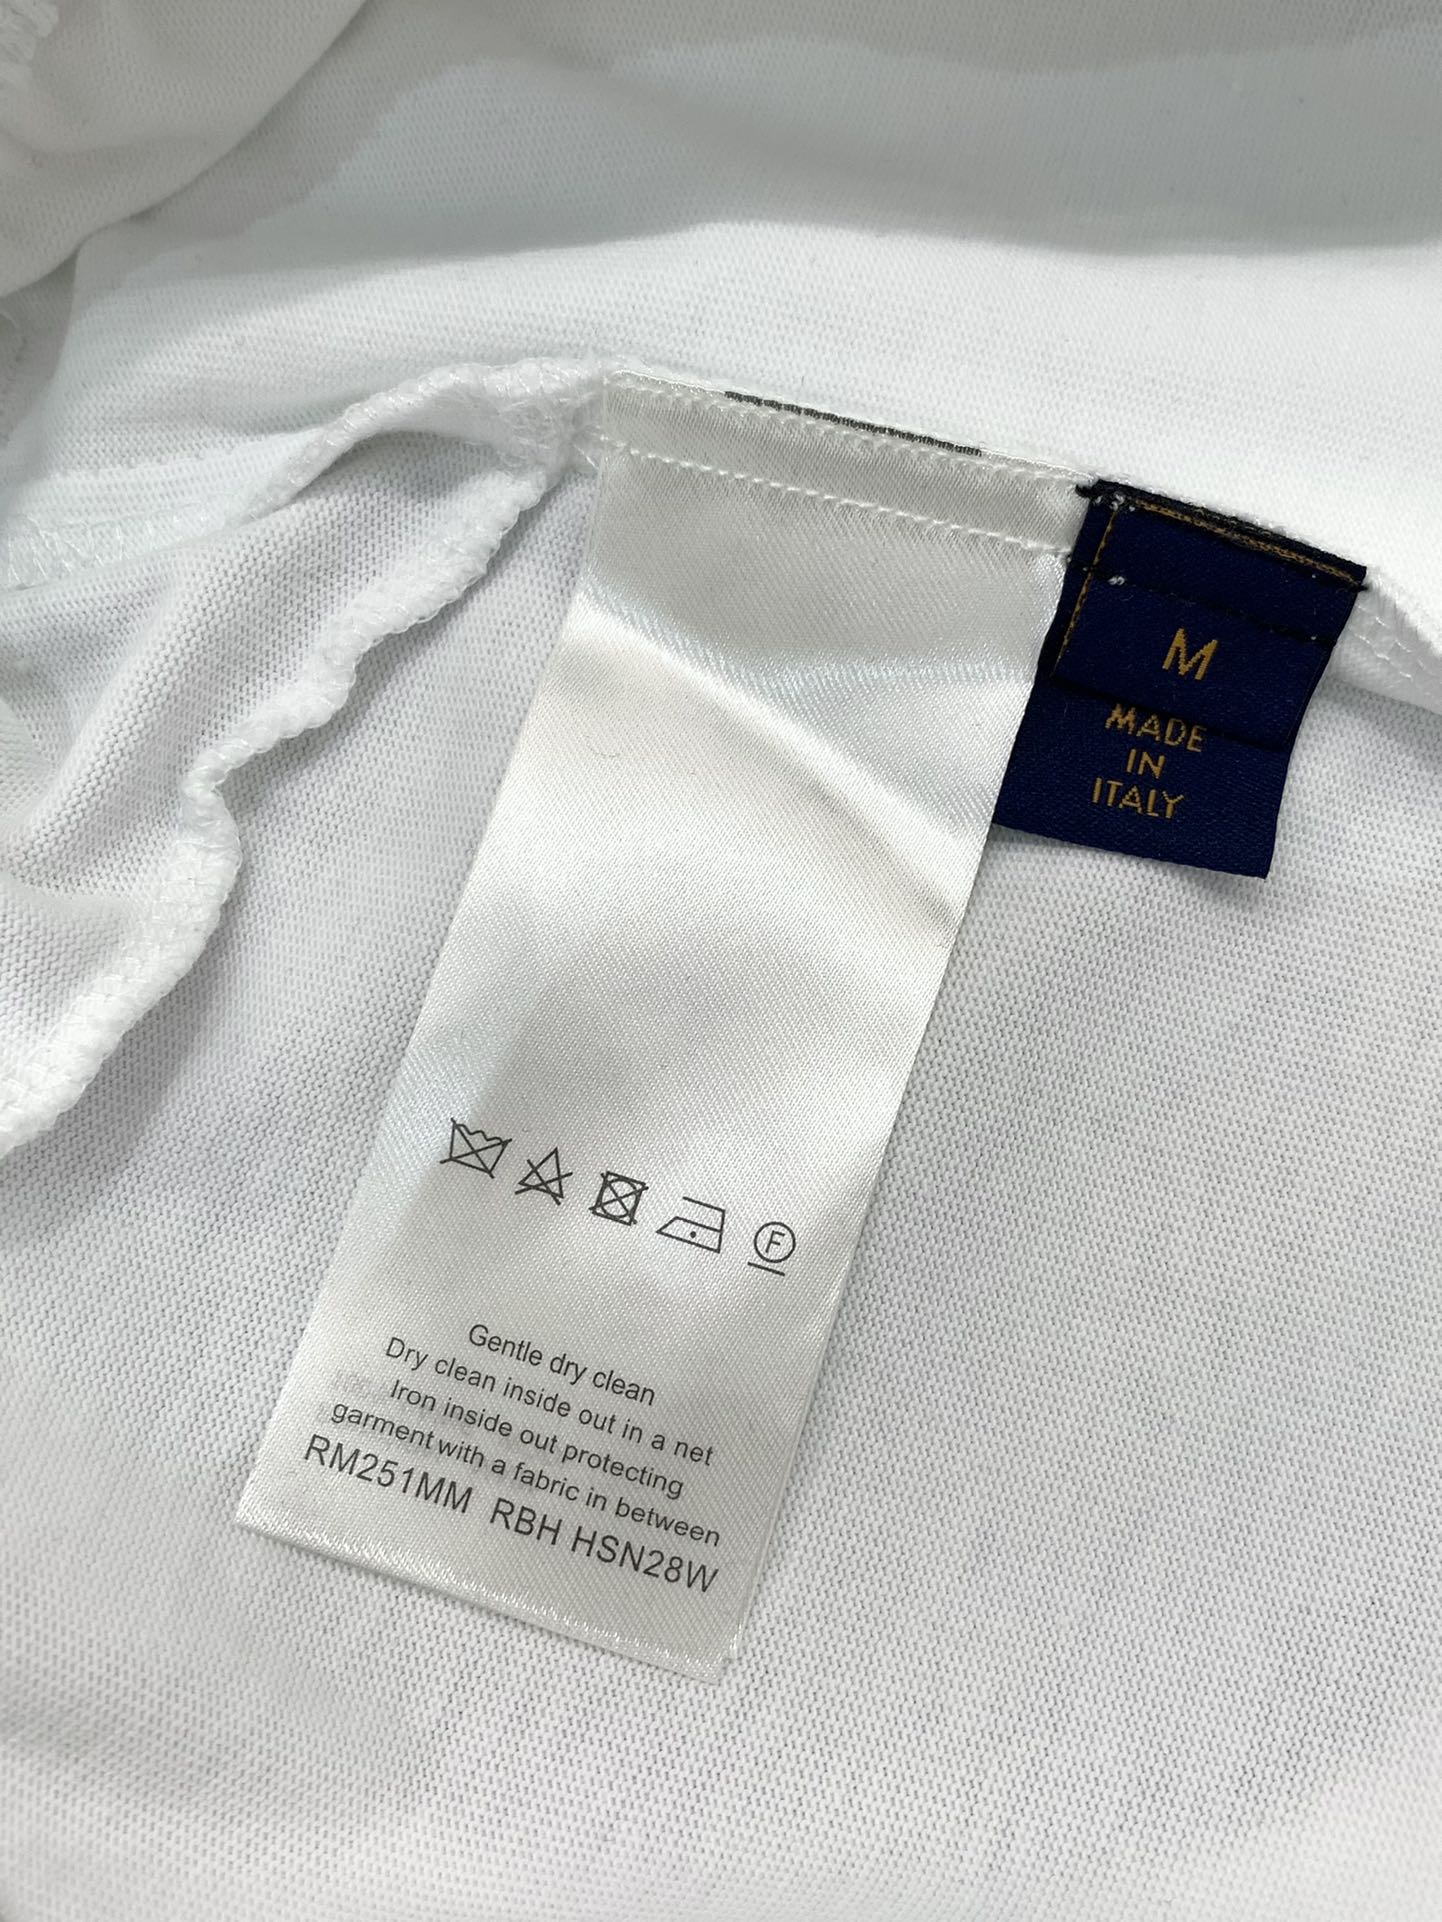 M
MADE
IN
ITALY
F
Gentle dry clean
Dry clean inside out in a net
Iron inside out protecting
garment with a fabric in between
RM251MM RBH HSN28W